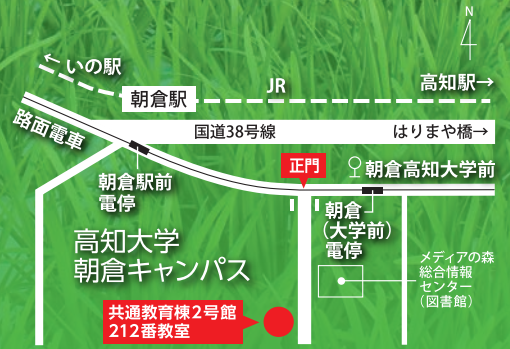 N
← いの駅
JR
高知駅→
朝倉駅
路面電車
国道38号線
はりまや橋→
正門
朝倉高知大学前
朝倉駅前
電停
朝倉
(大学前)
電停
高知大学
朝倉キャンパス
メディアの森
総合情報
センター
(図書館)
共通教育棟2号館
212番教室